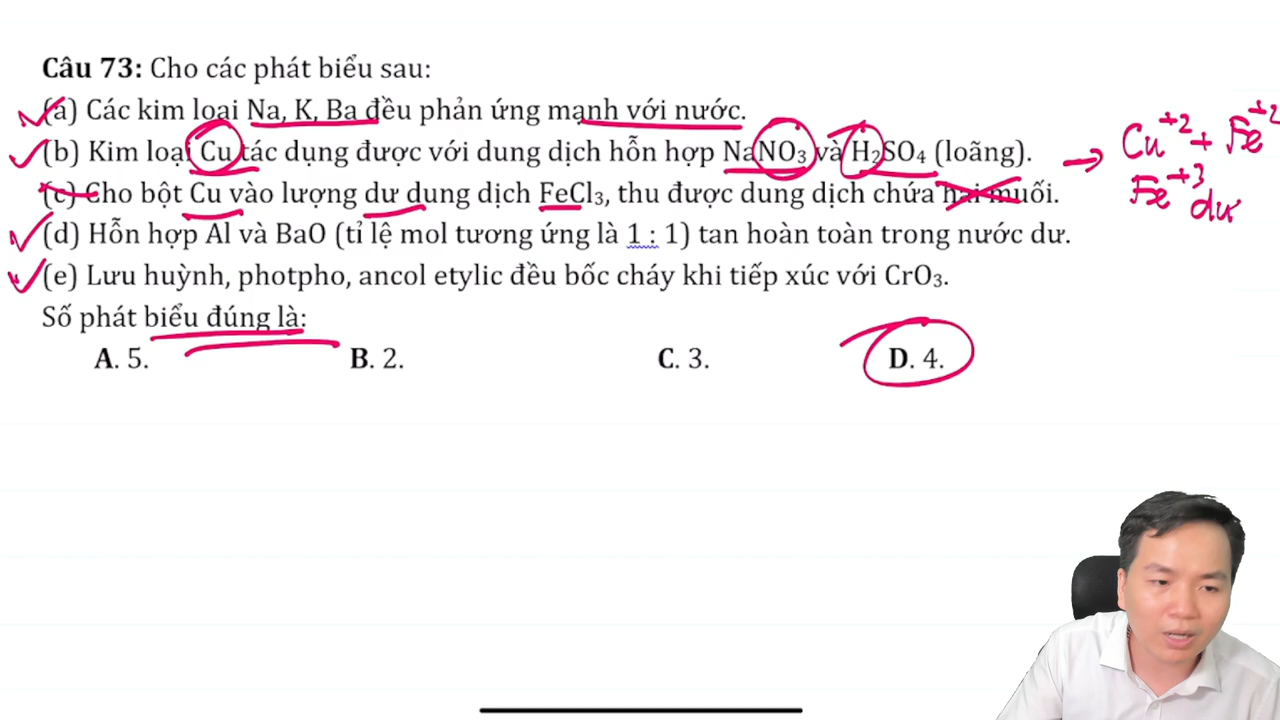 Câu 73: Cho các phát biểu sau:
(a) Các kim loại Na, K, Ba đều phản ứng mạnh với nước.
(b) Kim loại Cu tác dụng được với dung dịch hỗn hợp NaNO₃ và H₂SO₄ (loãng).
→ Cu⁺² + Fe⁺²
(c) Cho bột Cu vào lượng dư dung dịch FeCl₃, thu được dung dịch chứa hai muối.
Fe⁺³ dư
(d) Hỗn hợp Al và BaO (tỉ lệ mol tương ứng là 1 : 1) tan hoàn toàn trong nước dư.
(e) Lưu huỳnh, photpho, ancol etylic đều bốc cháy khi tiếp xúc với CrO₃.
Số phát biểu đúng là:
A. 5. B. 2. C. 3. D. 4.